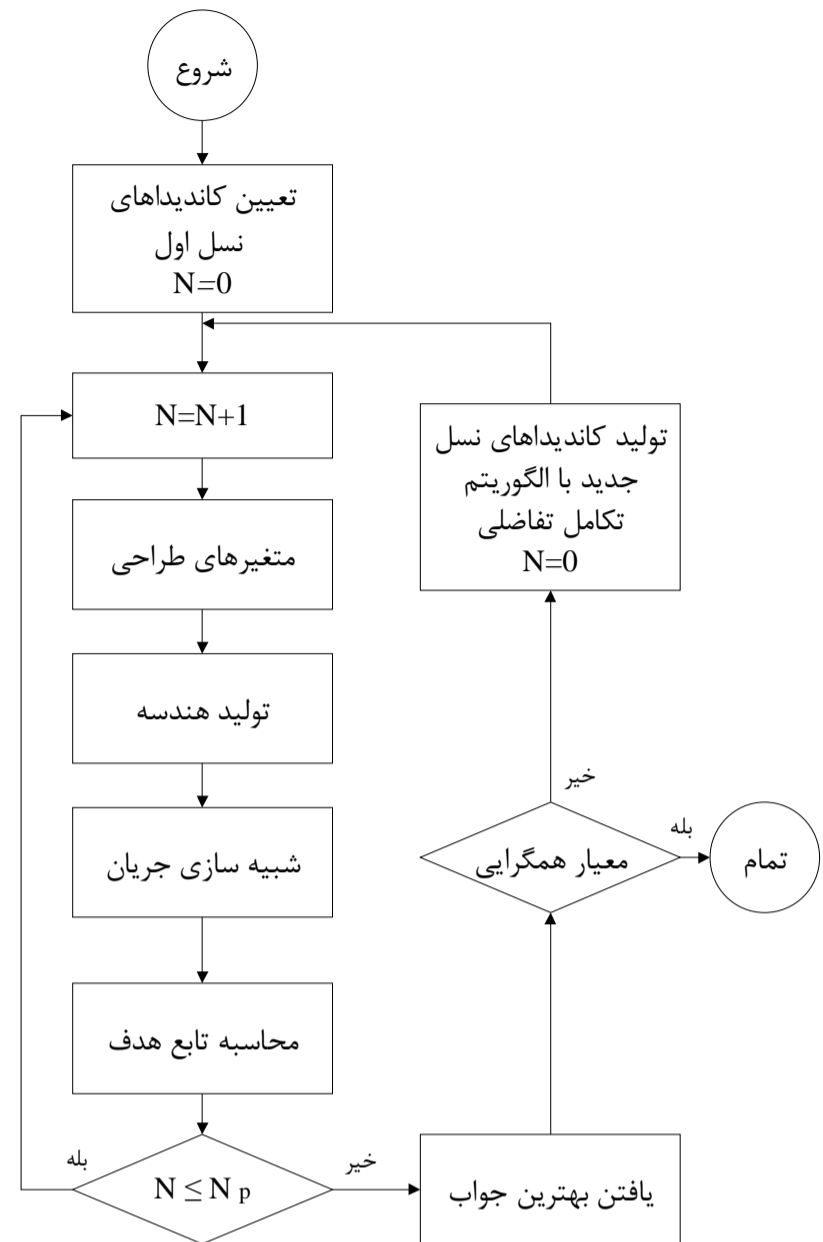 شروع
تعیین کاندیداهای
نسل اول
N=0
N=N+1
متغیرهای طراحی
تولید هندسه
شبیه سازی جریان
محاسبه تابع هدف
بله
N ≤ N p
خیر
یافتن بهترین جواب
معیار همگرایی
بله
تمام
خیر
تولید کاندیداهای نسل
جدید با الگوریتم
تکامل تفاضلی
N=0